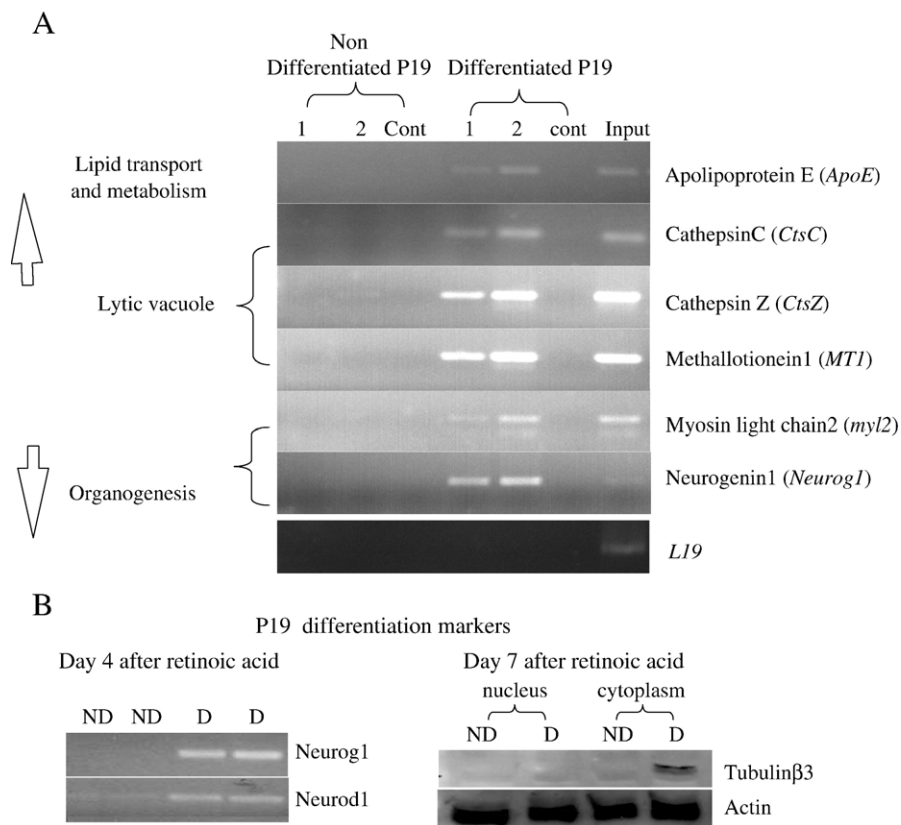 A
Non
Differentiated P19
Differentiated P19
1 2 Cont 1 2 cont Input
Lipid transport
and metabolism
Apolipoprotein E (ApoE)
CathepsinC (CtsC)
Lytic vacuole
Cathepsin Z (CtsZ)
Methallotionein1 (MT1)
Myosin light chain2 (myl2)
Organogenesis
Neurogenin1 (Neurog1)
L19
B
P19 differentiation markers
Day 4 after retinoic acid
ND ND D D
Neurog1
Neurod1
Day 7 after retinoic acid
nucleus cytoplasm
ND D ND D
Tubulinβ3
Actin